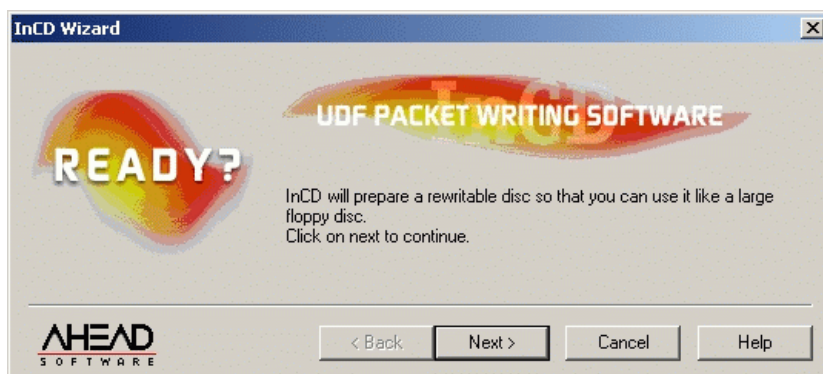 InCD Wizard
READY?
InCD
UDF PACKET WRITING SOFTWARE
InCD will prepare a rewritable disc so that you can use it like a large
floppy disc.
Click on next to continue.
AHEAD
SOFTWARE
< Back
Next >
Cancel
Help